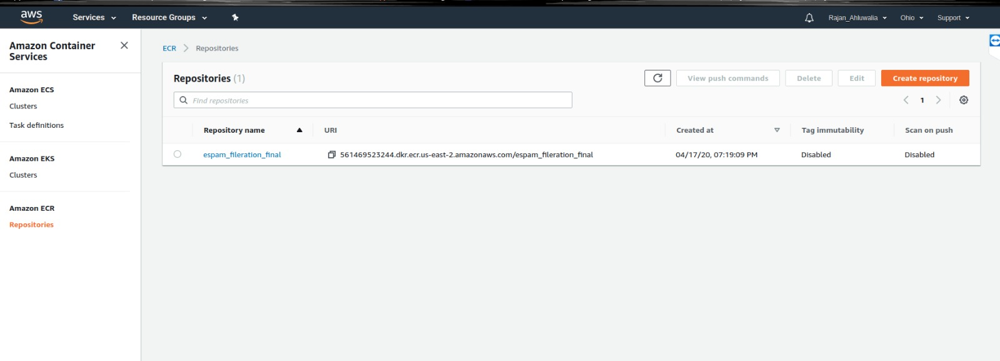 aws Services Resource Groups Rajan_Ahluwalia Ohio Support
Amazon Container
Services
Amazon ECS
Clusters
Task definitions
Amazon EKS
Clusters
Amazon ECR
Repositories
ECR Repositories
Repositories (1) View push commands Delete Edit Create repository
Find repositories 1
Repository name URI Created at Tag immutability Scan on push
espam_fileration_final 561469523244.dkr.ecr.us-east-2.amazonaws.com/espam_fileration_final 04/17/20, 07:19:09 PM Disabled Disabled